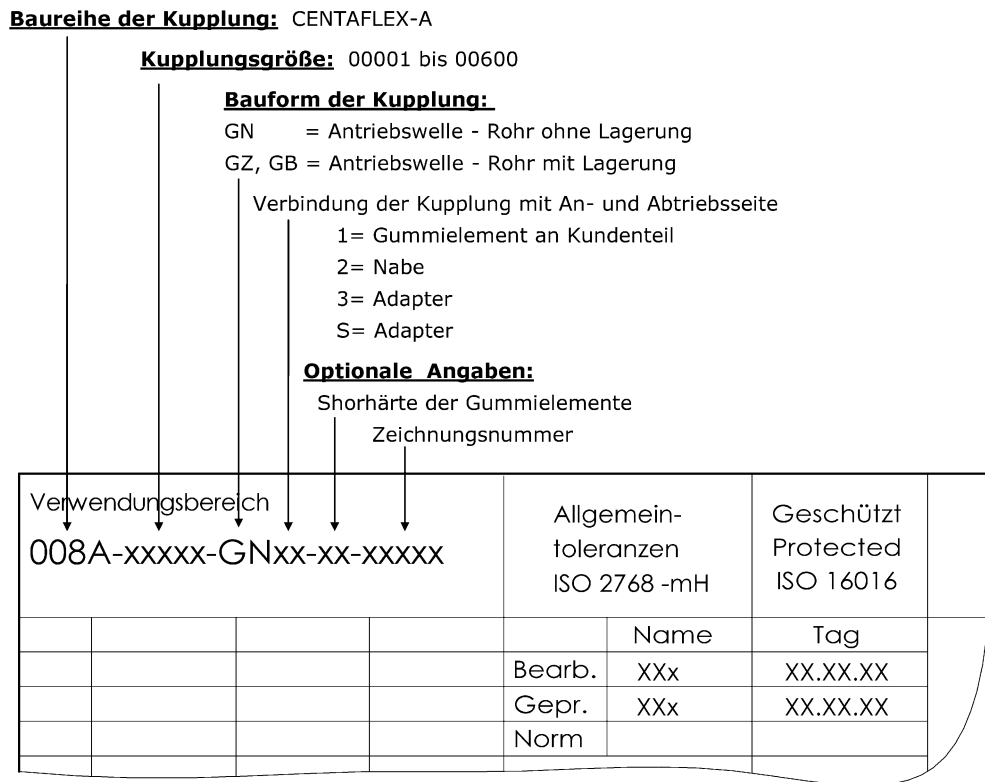 Baureihe der Kupplung: CENTAFLEX-A
Kupplungsgröße: 00001 bis 00600
Bauform der Kupplung:
GN = Antriebswelle - Rohr ohne Lagerung
GZ, GB = Antriebswelle - Rohr mit Lagerung
Verbindung der Kupplung mit An- und Abtriebsseite
1= Gummielement an Kundenteil
2= Nabe
3= Adapter
S= Adapter
Optionale Angaben:
Shorhärte der Gummielemente
Zeichnungsnummer
Verwendungsbereich
008A-xxxxx-GNxx-xx-xxxxx
Allgemein-
toleranzen
ISO 2768 -mH
Geschützt
Protected
ISO 16016
Name Tag
Bearb. XXx XX.XX.XX
Gepr. XXx XX.XX.XX
Norm